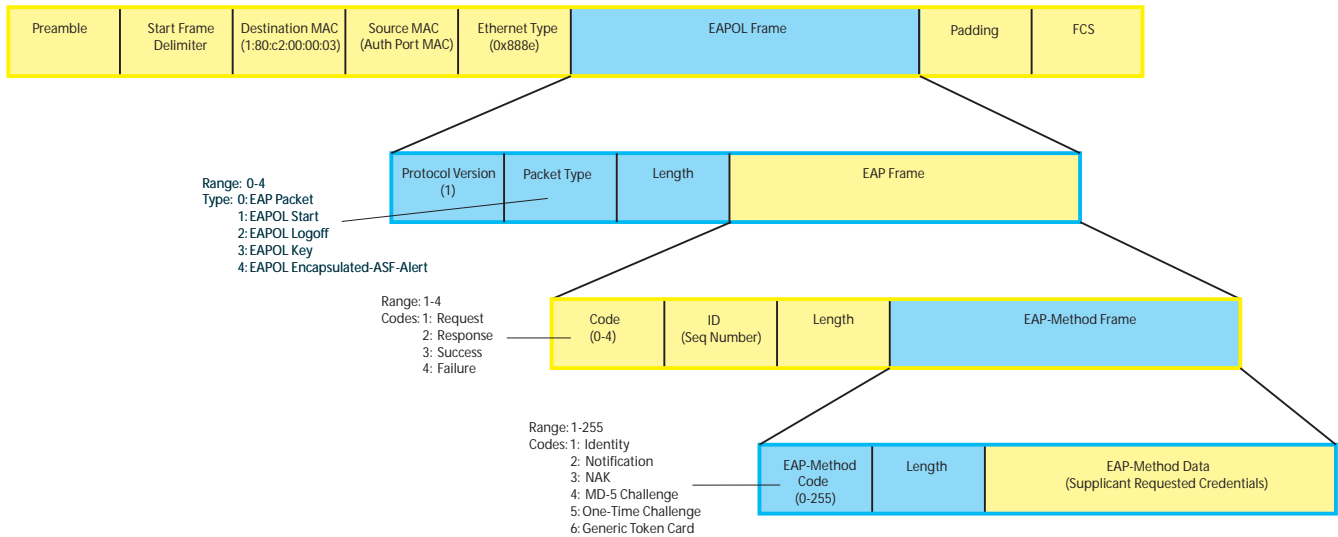 Preamble
Start Frame
Delimiter
Destination MAC
(1:80:c2:00:00:03)
Source MAC
(Auth Port MAC)
Ethernet Type
(0x888e)
EAPOL Frame
Padding
FCS
Protocol Version
(1)
Packet Type
Length
EAP Frame
Range: 0-4
Type: 0:EAP Packet
1:EAPOL Start
2:EAPOL Logoff
3:EAPOL Key
4:EAPOL Encapsulated-ASF-Alert
Range: 1-4
Codes: 1: Request
2: Response
3: Success
4: Failure
Code
(0-4)
ID
(Seq Number)
Length
EAP-Method Frame
Range: 1-255
Codes: 1: Identity
2: Notification
3: NAK
4: MD-5 Challenge
5: One-Time Challenge
6: Generic Token Card
EAP-Method
Code
(0-255)
Length
EAP-Method Data
(Supplicant Requested Credentials)